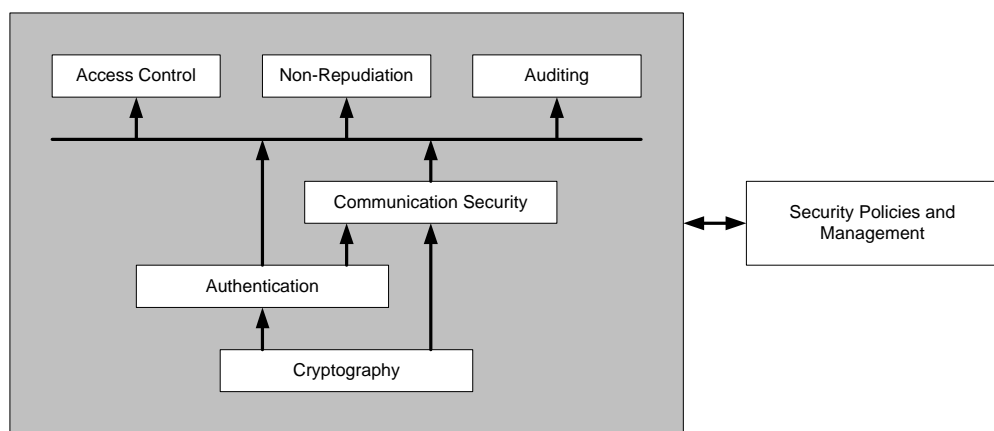 Access Control
Non-Repudiation
Auditing
Communication Security
Security Policies and
Management
Authentication
Cryptography